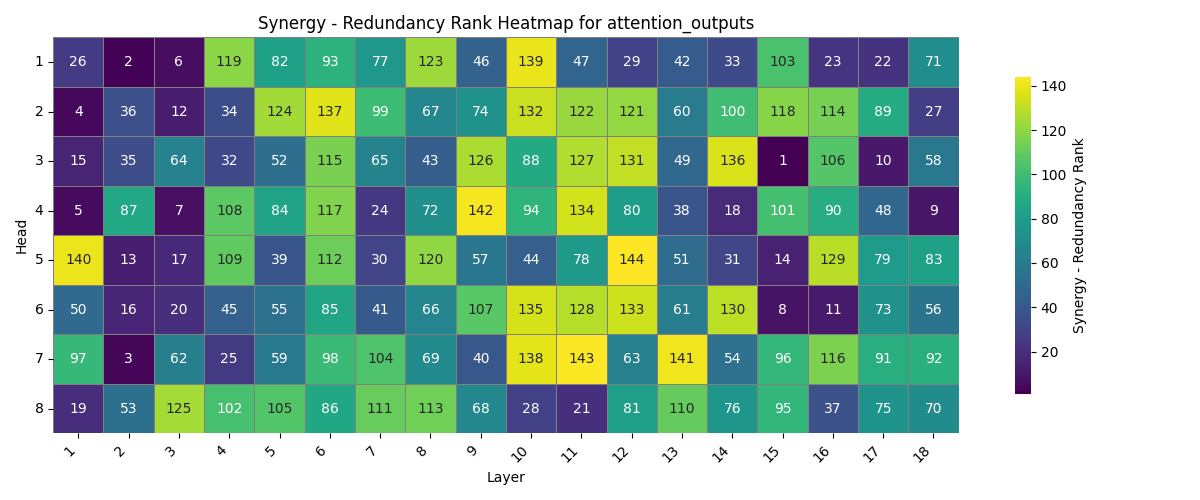 Synergy - Redundancy Rank Heatmap for attention_outputs
1 26 2 6 119 82 93 77 123 46 139 47 29 42 33 103 23 22 71
2 4 36 12 34 124 137 99 67 74 132 122 121 60 100 118 114 89 27
3 15 35 64 32 52 115 65 43 126 88 127 131 49 136 1 106 10 58
4 5 87 7 108 84 117 24 72 142 94 134 80 38 18 101 90 48 9
5 140 13 17 109 39 112 30 120 57 44 78 144 51 31 14 129 79 83
6 50 16 20 45 55 85 41 66 107 135 128 133 61 130 8 11 73 56
7 97 3 62 25 59 98 104 69 40 138 143 63 141 54 96 116 91 92
8 19 53 125 102 105 86 111 113 68 28 21 81 110 76 95 37 75 70
1 2 3 4 5 6 7 8 9 10 11 12 13 14 15 16 17 18
Layer
Head
140
120
100
80
60
40
20
Synergy - Redundancy Rank